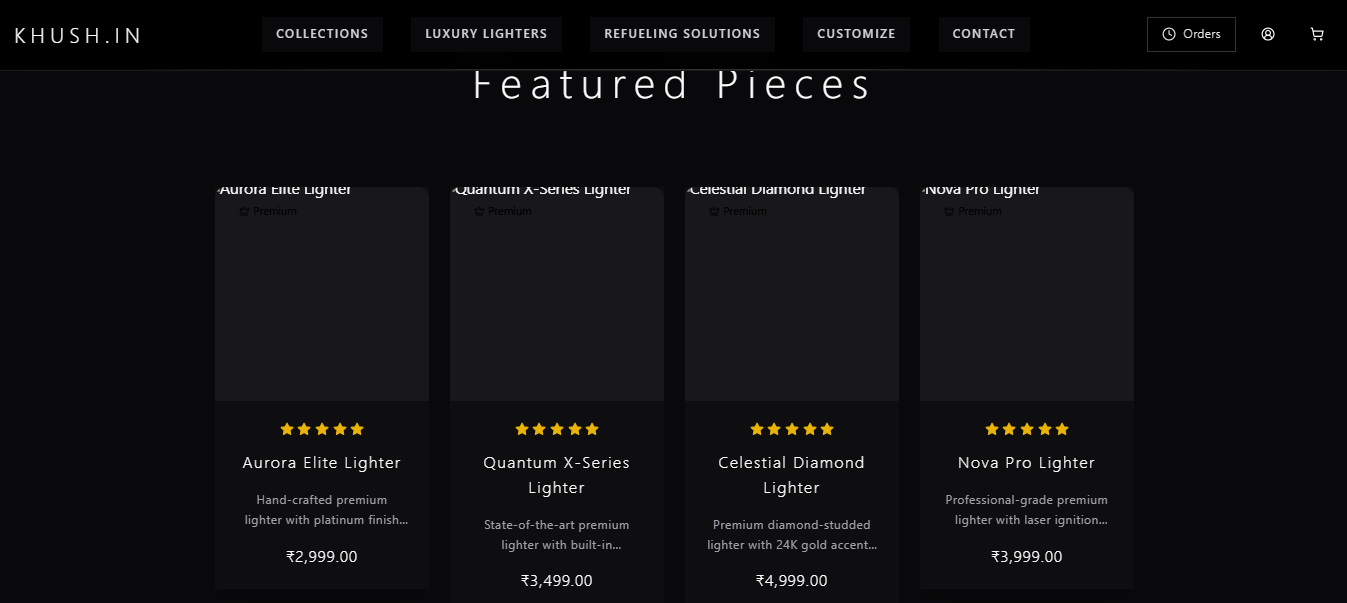 KHUSH.IN
COLLECTIONS
LUXURY LIGHTERS
REFUELING SOLUTIONS
CUSTOMIZE
CONTACT
Orders
Featured Pieces
Aurora Elite Lighter
Premium
Aurora Elite Lighter
Hand-crafted premium
lighter with platinum finish...
₹2,999.00
Quantum X-Series Lighter
Premium
Quantum X-Series
Lighter
State-of-the-art premium
lighter with built-in...
₹3,499.00
Celestial Diamond Lighter
Premium
Celestial Diamond
Lighter
Premium diamond-studded
lighter with 24K gold accent...
₹4,999.00
Nova Pro Lighter
Premium
Nova Pro Lighter
Professional-grade premium
lighter with laser ignition...
₹3,999.00